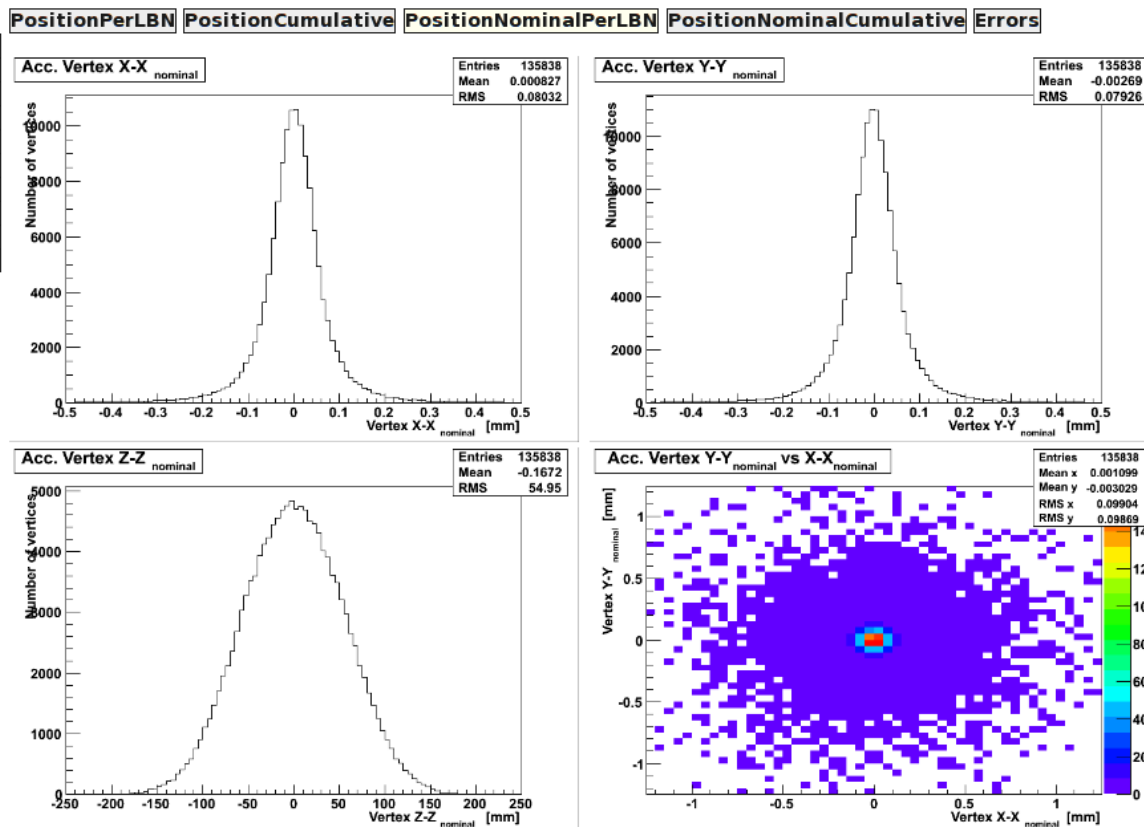 PositionPerLBN PositionCumulative PositionNominalPerLBN PositionNominalCumulative Errors
Acc. Vertex X-X nominal
Entries 135838
Mean 0.000827
RMS 0.08032
Number of vertices
10000
8000
6000
4000
2000
0
-0.5 -0.4 -0.3 -0.2 -0.1 0 0.1 0.2 0.3 0.4 0.5
Vertex X-X nominal [mm]
Acc. Vertex Y-Y nominal
Entries 135838
Mean -0.00269
RMS 0.07926
Number of vertices
10000
8000
6000
4000
2000
0
-0.5 -0.4 -0.3 -0.2 -0.1 0 0.1 0.2 0.3 0.4 0.5
Vertex Y-Y nominal [mm]
Acc. Vertex Z-Z nominal
Entries 135838
Mean -0.1672
RMS 54.95
Number of vertices
5000
4000
3000
2000
1000
0
-250 -200 -150 -100 -50 0 50 100 150 200 250
Vertex Z-Z nominal [mm]
Acc. Vertex Y-Y nominal vs X-X nominal
Entries 135838
Mean x 0.001099
Mean y -0.003029
RMS x 0.09904
RMS y 0.09869
Vertex Y-Y nominal [mm]
1
0.5
0
-0.5
-1
-1 -0.5 0 0.5 1
Vertex X-X nominal [mm]
80
60
40
20
0